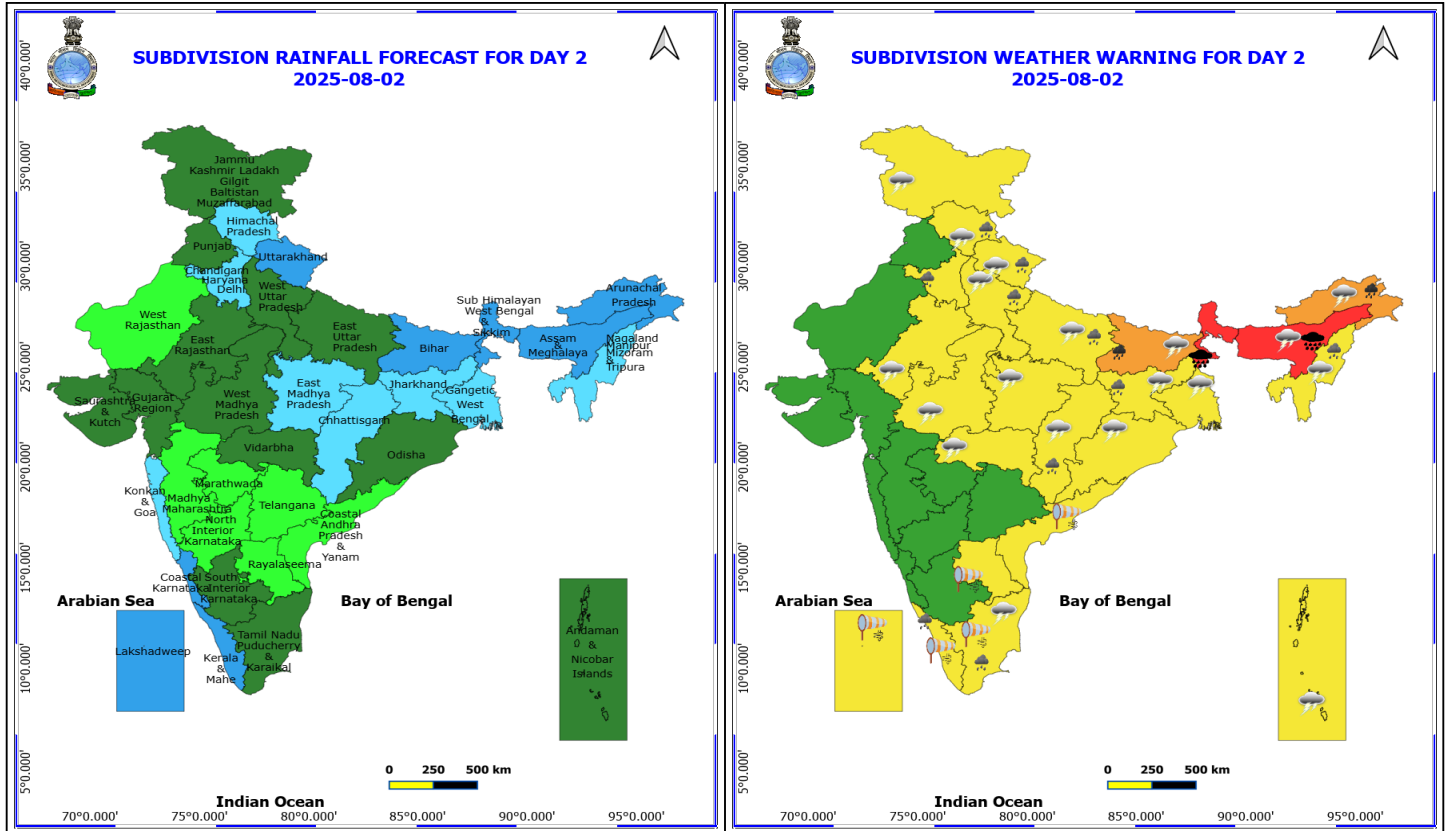 SUBDIVISION RAINFALL FORECAST FOR DAY 2
2025-08-02
40°0.000'
35°0.000'
30°0.000'
25°0.000'
20°0.000'
15°0.000'
10°0.000'
5°0.000'
Jammu
Kashmir Ladakh
Gilgit
Baltistan
Muzaffarabad
Himachal
Pradesh
Punjab
Uttarakhand
Chandigarh
Haryana
Delhi
West
Uttar
Pradesh
West
Rajasthan
East
Rajasthan
East
Uttar
Pradesh
Bihar
Sub Himalayan
West Bengal
&
Sikkim
Arunachal
Pradesh
Assam
&
Meghalaya
Nagaland
Manipur
Mizoram
&
Tripura
Saurashtra
&
Kutch
Gujarat
Region
West
Madhya
Pradesh
East
Madhya
Pradesh
Jharkhand
Gangetic
West
Bengal
Chhattisgarh
Vidarbha
Odisha
Konkan
&
Goa
Madhya
Maharashtra
Marathwada
Telangana
North
Interior
Karnataka
Coastal
Andhra
Pradesh
&
Yanam
Rayalaseema
Coastal
Karnataka
South
Interior
Karnataka
Arabian Sea
Bay of Bengal
Lakshadweep
Kerala
&
Mahe
Tamil Nadu
Puducherry
&
Karaikal
Andaman
&
Nicobar
Islands
0 250 500 km
Indian Ocean
70°0.000' 75°0.000' 80°0.000' 85°0.000' 90°0.000' 95°0.000'
SUBDIVISION WEATHER WARNING FOR DAY 2
2025-08-02
40°0.000'
35°0.000'
30°0.000'
25°0.000'
20°0.000'
15°0.000'
10°0.000'
5°0.000'
Arabian Sea
Bay of Bengal
0 250 500 km
Indian Ocean
70°0.000' 75°0.000' 80°0.000' 85°0.000' 90°0.000' 95°0.000'